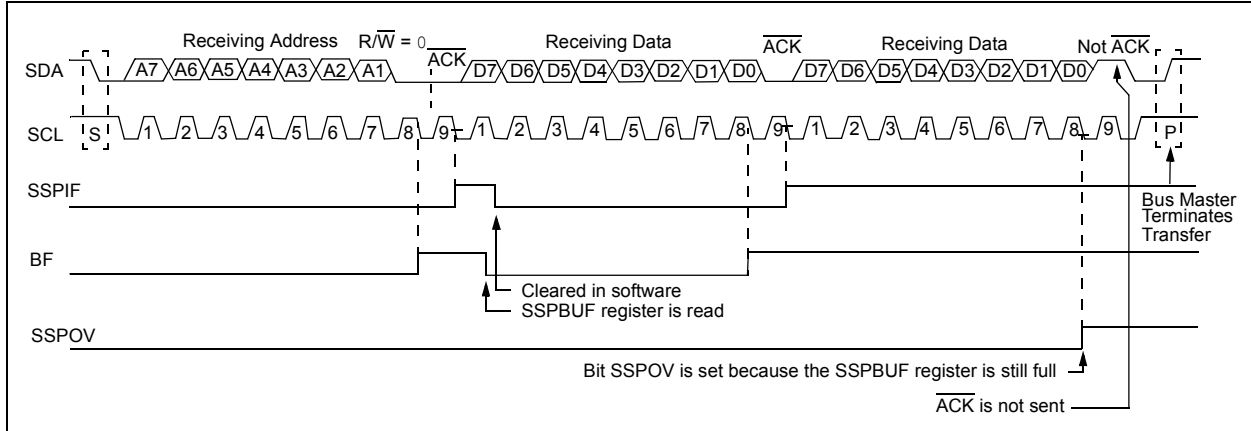 Receiving Address R/W̅ = 0 A̅C̅K̅ Receiving Data A̅C̅K̅ Receiving Data Not A̅C̅K̅
SDA A7 A6 A5 A4 A3 A2 A1 D7 D6 D5 D4 D3 D2 D1 D0 D7 D6 D5 D4 D3 D2 D1 D0
SCL S 1 2 3 4 5 6 7 8 9 1 2 3 4 5 6 7 8 9 1 2 3 4 5 6 7 8 9 P
SSPIF
Bus Master
Terminates
Transfer
BF
Cleared in software
SSPBUF register is read
SSPOV
Bit SSPOV is set because the SSPBUF register is still full
A̅C̅K̅ is not sent